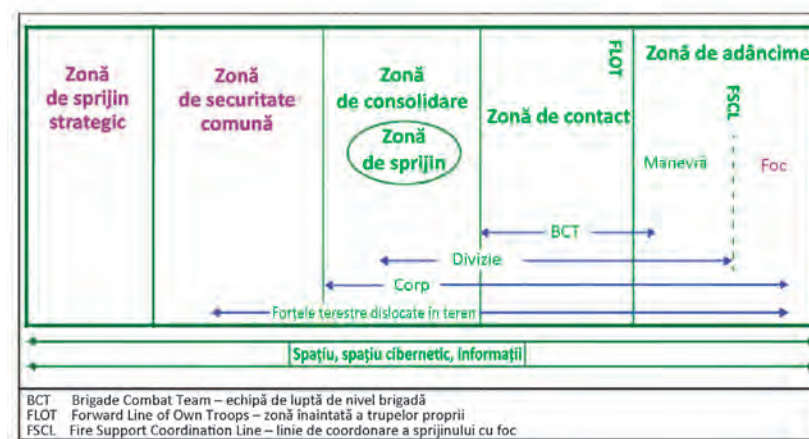 Zonă
de sprijin
strategic
Zonă
de securitate
comună
Zonă
de consolidare
Zonă
de sprijin
Zonă de contact
FLOT
Zonă de adâncime
FSCL
Manevră
Foc
BCT
Divizie
Corp
Forțele terestre dislocate în teren
Spațiu, spațiu cibernetic, informații
BCT Brigade Combat Team – echipă de luptă de nivel brigadă
FLOT Forward Line of Own Troops – zonă înaintată a trupelor proprii
FSCL Fire Support Coordination Line – linie de coordonare a sprijinului cu foc